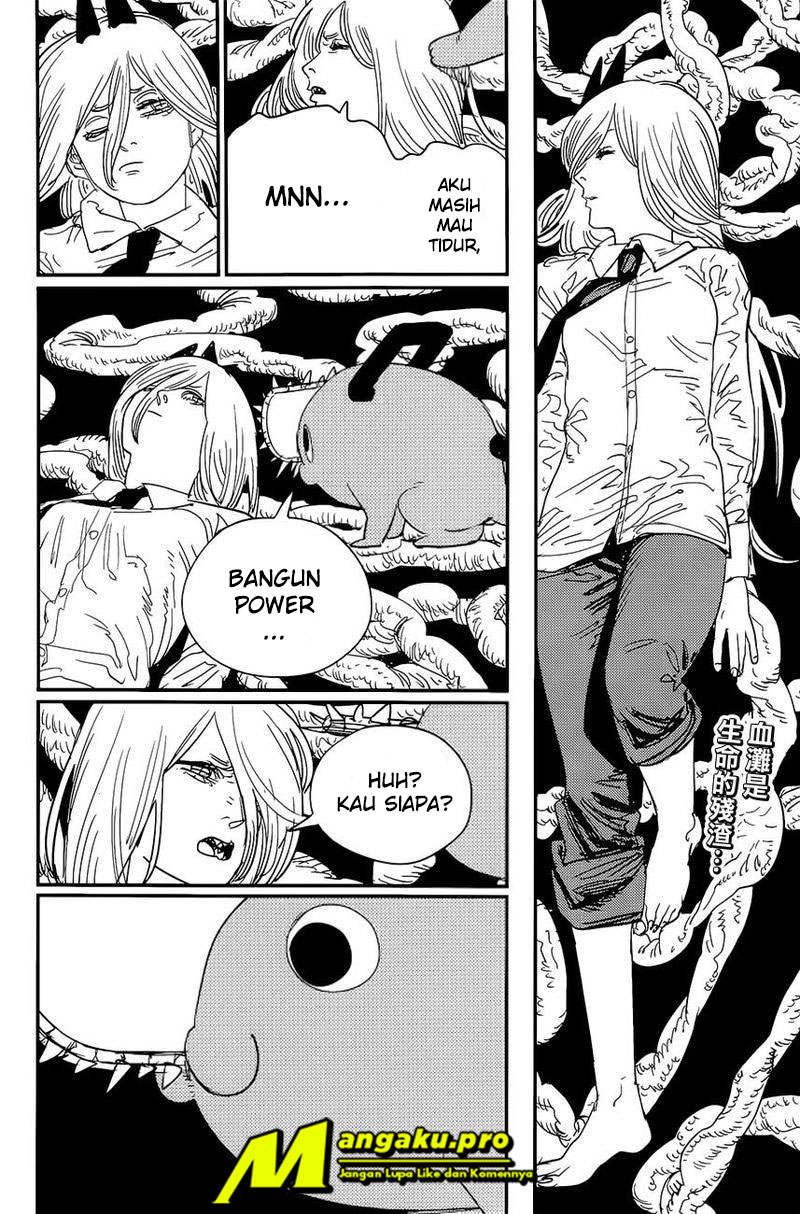 血灘是
生命的殘渣…
AKU
MASIH
MAU
TIDUR,
MNN...
BANGUN
POWER
...
HUH?
KAU SIAPA?
Mangaku.pro
Jangan Lupa Like dan Komennya